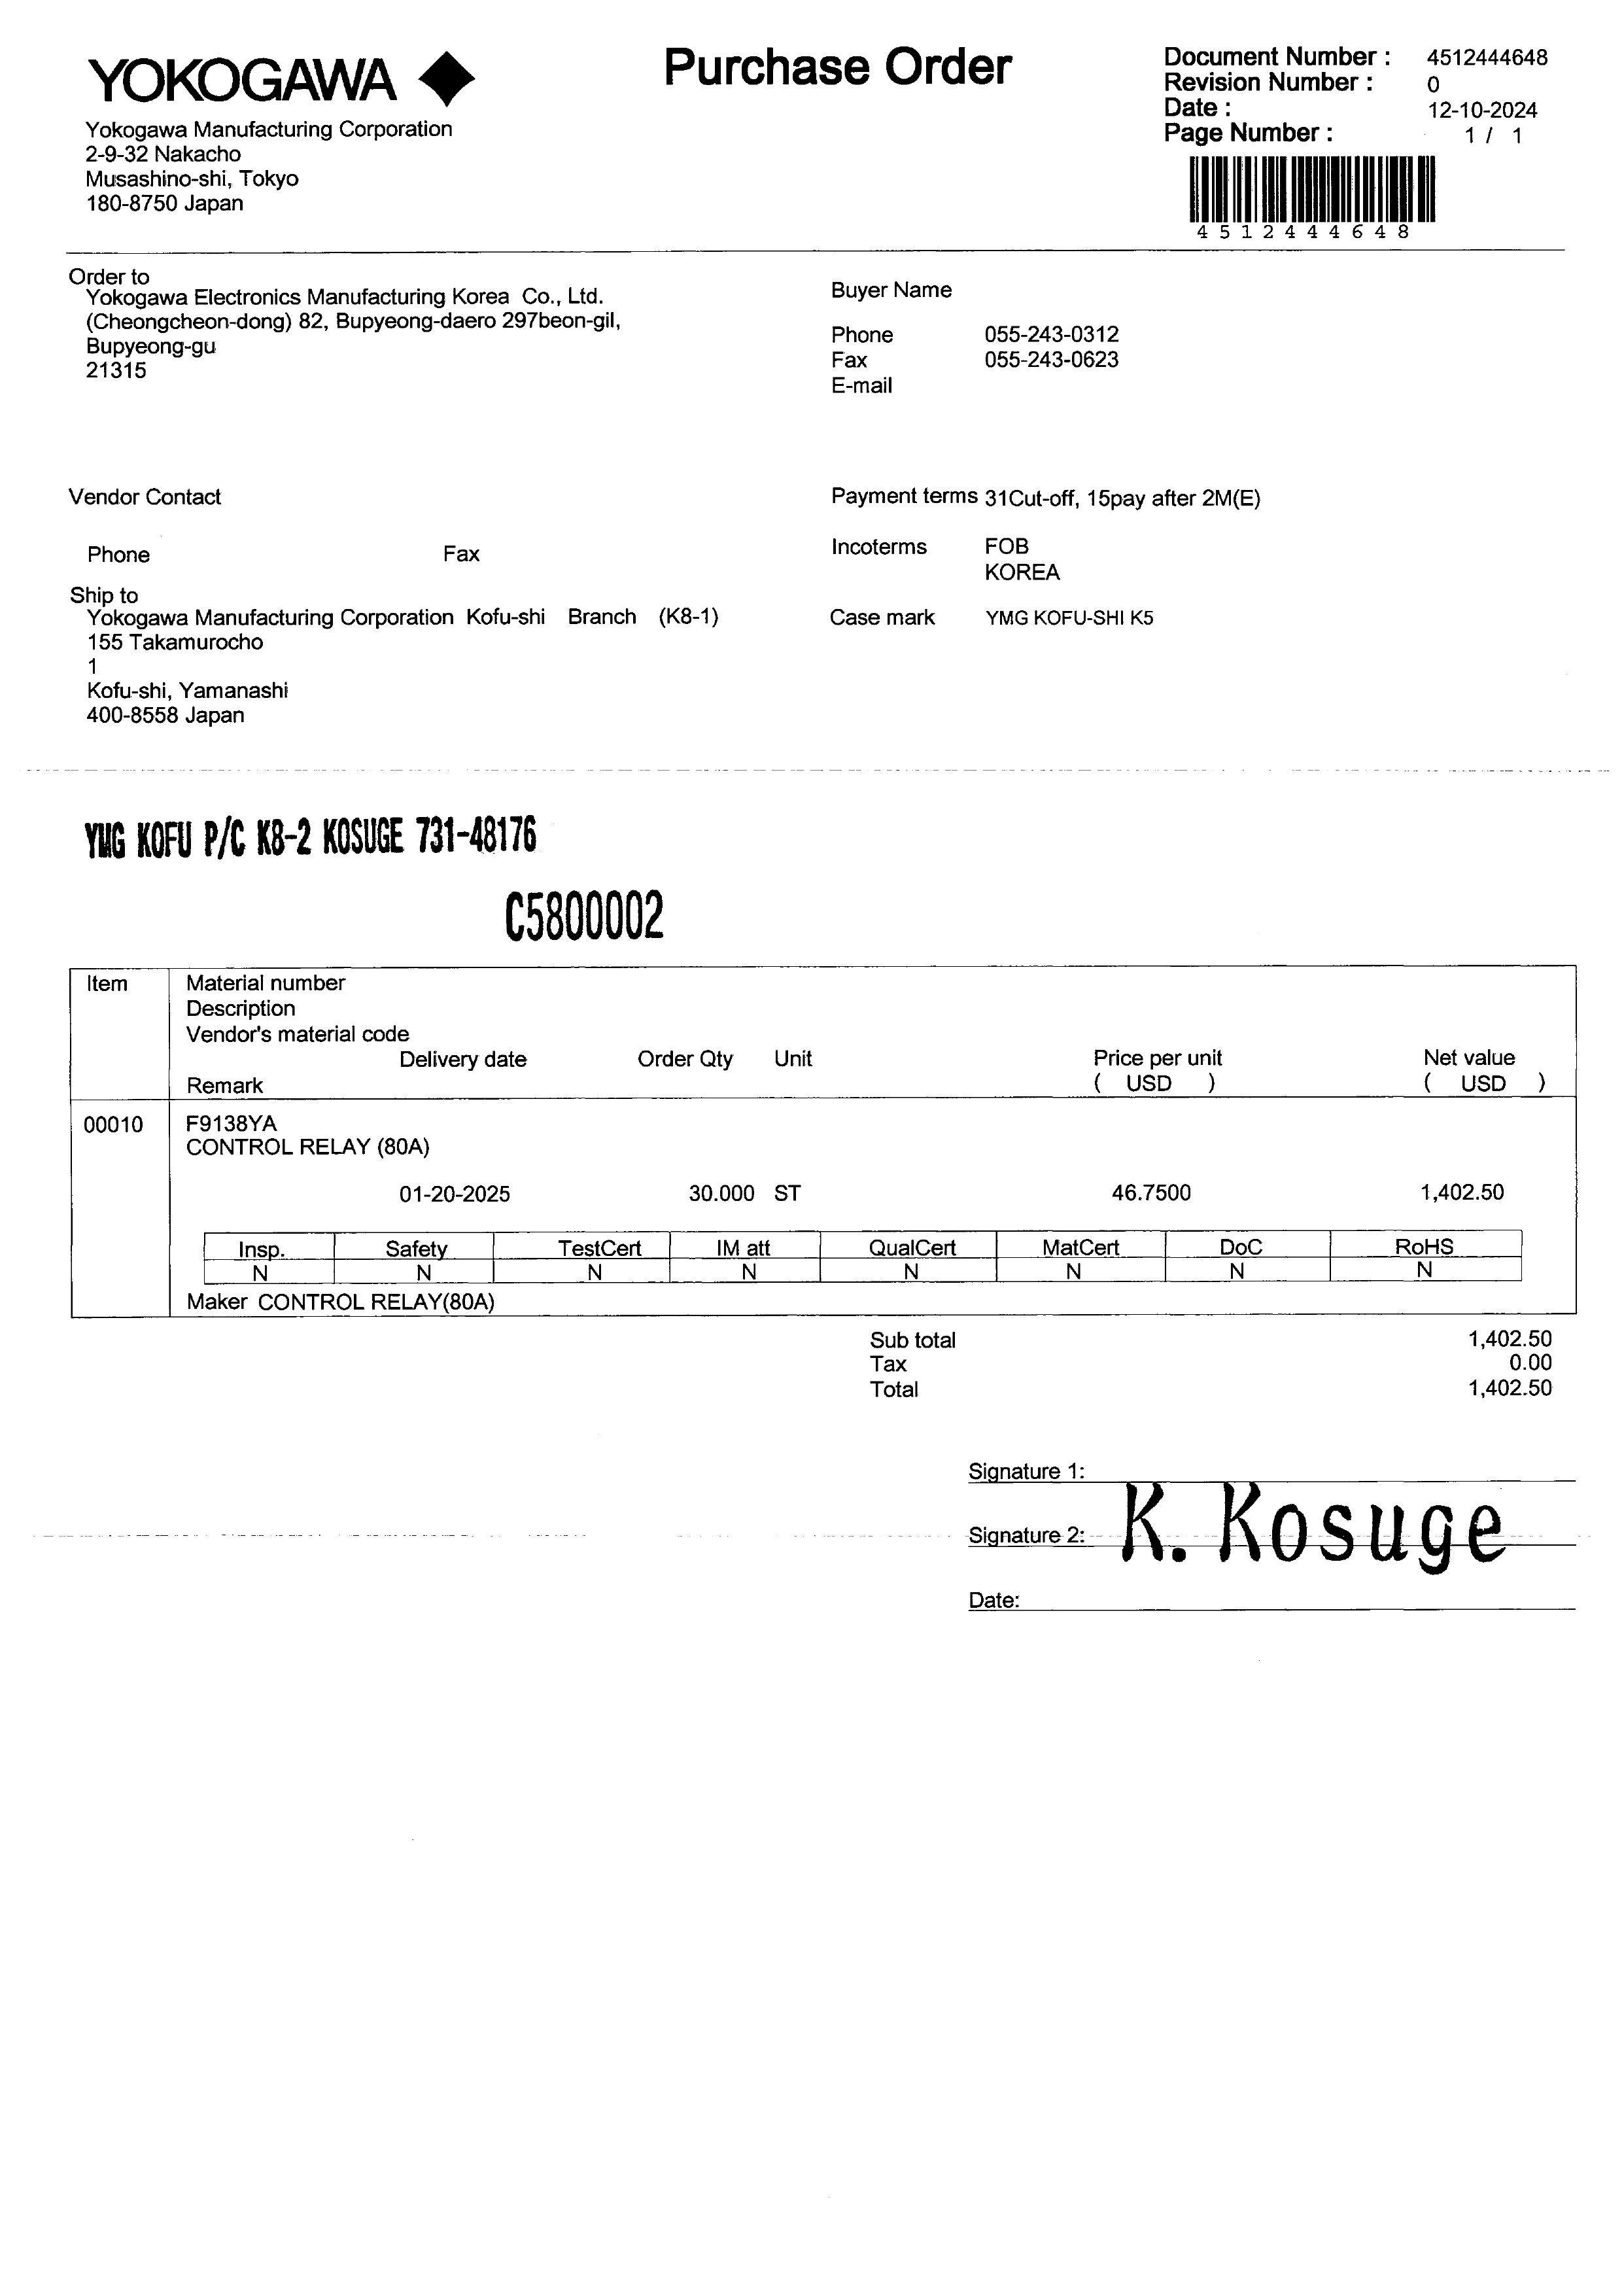 YOKOGAWA
Purchase Order
Document Number : 4512444648
Revision Number : 0
Date : 12-10-2024
Page Number : 1 / 1
4512444648
Yokogawa Manufacturing Corporation
2-9-32 Nakacho
Musashino-shi, Tokyo
180-8750 Japan
Order to
Yokogawa Electronics Manufacturing Korea Co., Ltd.
(Cheongcheon-dong) 82, Bupyeong-daero 297beon-gil,
Bupyeong-gu
21315
Buyer Name
Phone 055-243-0312
Fax 055-243-0623
E-mail
Vendor Contact
Phone Fax
Payment terms 31Cut-off, 15pay after 2M(E)
Incoterms FOB
KOREA
Ship to
Yokogawa Manufacturing Corporation Kofu-shi Branch (K8-1)
155 Takamurocho
1
Kofu-shi, Yamanashi
400-8558 Japan
Case mark YMG KOFU-SHI K5
YMG KOFU P/C K8-2 KOSUGE 731-48176
C5800002
Item Material number
Description
Vendor's material code
Delivery date Order Qty Unit Price per unit Net value
Remark ( USD ) ( USD )
00010 F9138YA
CONTROL RELAY (80A)
01-20-2025 30.000 ST 46.7500 1,402.50
Insp. Safety TestCert IM att QualCert MatCert DoC RoHS
N N N N N N N N
Maker CONTROL RELAY(80A)
Sub total 1,402.50
Tax 0.00
Total 1,402.50
Signature 1:
Signature 2: K. Kosuge
Date: